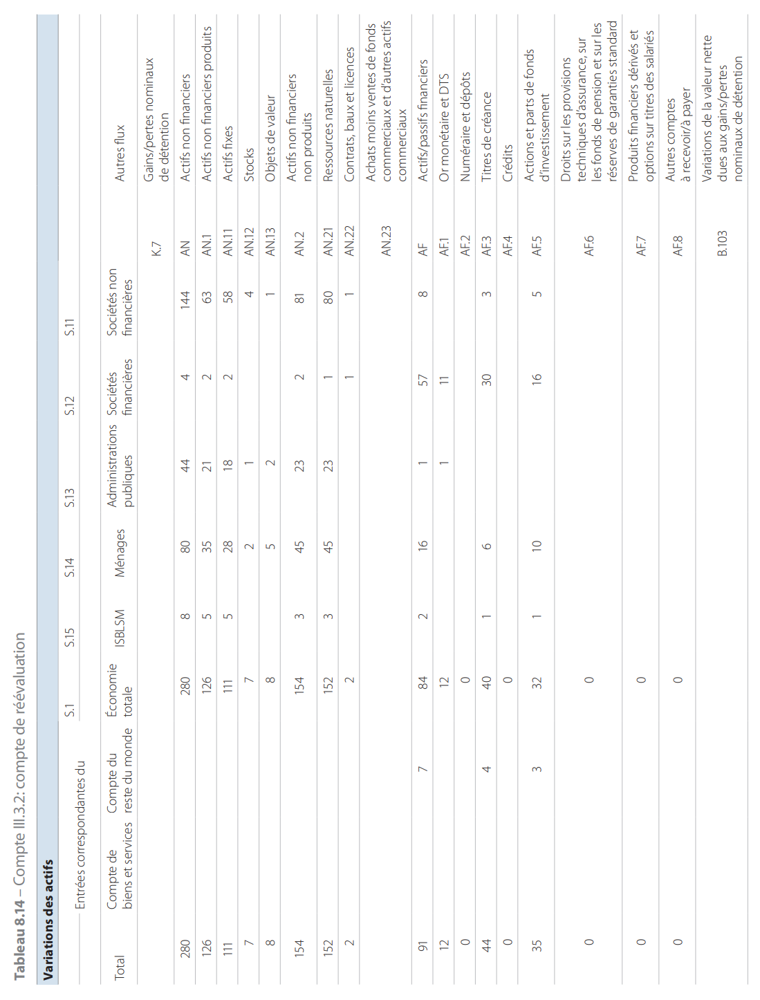 Tableau 8.14 – Compte III.3.2: compte de réévaluation
Variations des actifs
Entrées correspondantes du S.1 S.15 S.14 S.13 S.12 S.11
Total Compte de biens et services Compte du reste du monde Économie totale ISBLSM Ménages Administrations publiques Sociétés financières Sociétés non financières Autres flux
K.7 Gains/pertes nominaux de détention
280 280 8 80 44 4 144 AN Actifs non financiers
126 126 5 35 21 2 63 AN.1 Actifs non financiers produits
111 111 5 28 18 2 58 AN.11 Actifs fixes
7 7 2 1 4 AN.12 Stocks
8 8 5 2 1 AN.13 Objets de valeur
154 154 3 45 23 2 81 AN.2 Actifs non financiers non produits
152 152 3 45 23 1 80 AN.21 Ressources naturelles
2 2 1 1 AN.22 Contrats, baux et licences
AN.23 Achats moins ventes de fonds commerciaux et d'autres actifs commerciaux
91 7 84 2 16 1 57 8 AF Actifs/passifs financiers
12 12 1 11 AF.1 Or monétaire et DTS
0 0 AF.2 Numéraire et dépôts
44 4 40 1 6 30 3 AF.3 Titres de créance
0 0 AF.4 Crédits
35 3 32 1 10 16 5 AF.5 Actions et parts de fonds d'investissement
0 0 AF.6 Droits sur les provisions techniques d'assurance, sur les fonds de pension et sur les réserves de garanties standard
0 0 AF.7 Produits financiers dérivés et options sur titres des salariés
0 0 AF.8 Autres comptes à recevoir/à payer
B.103 Variations de la valeur nette dues aux gains/pertes nominaux de détention